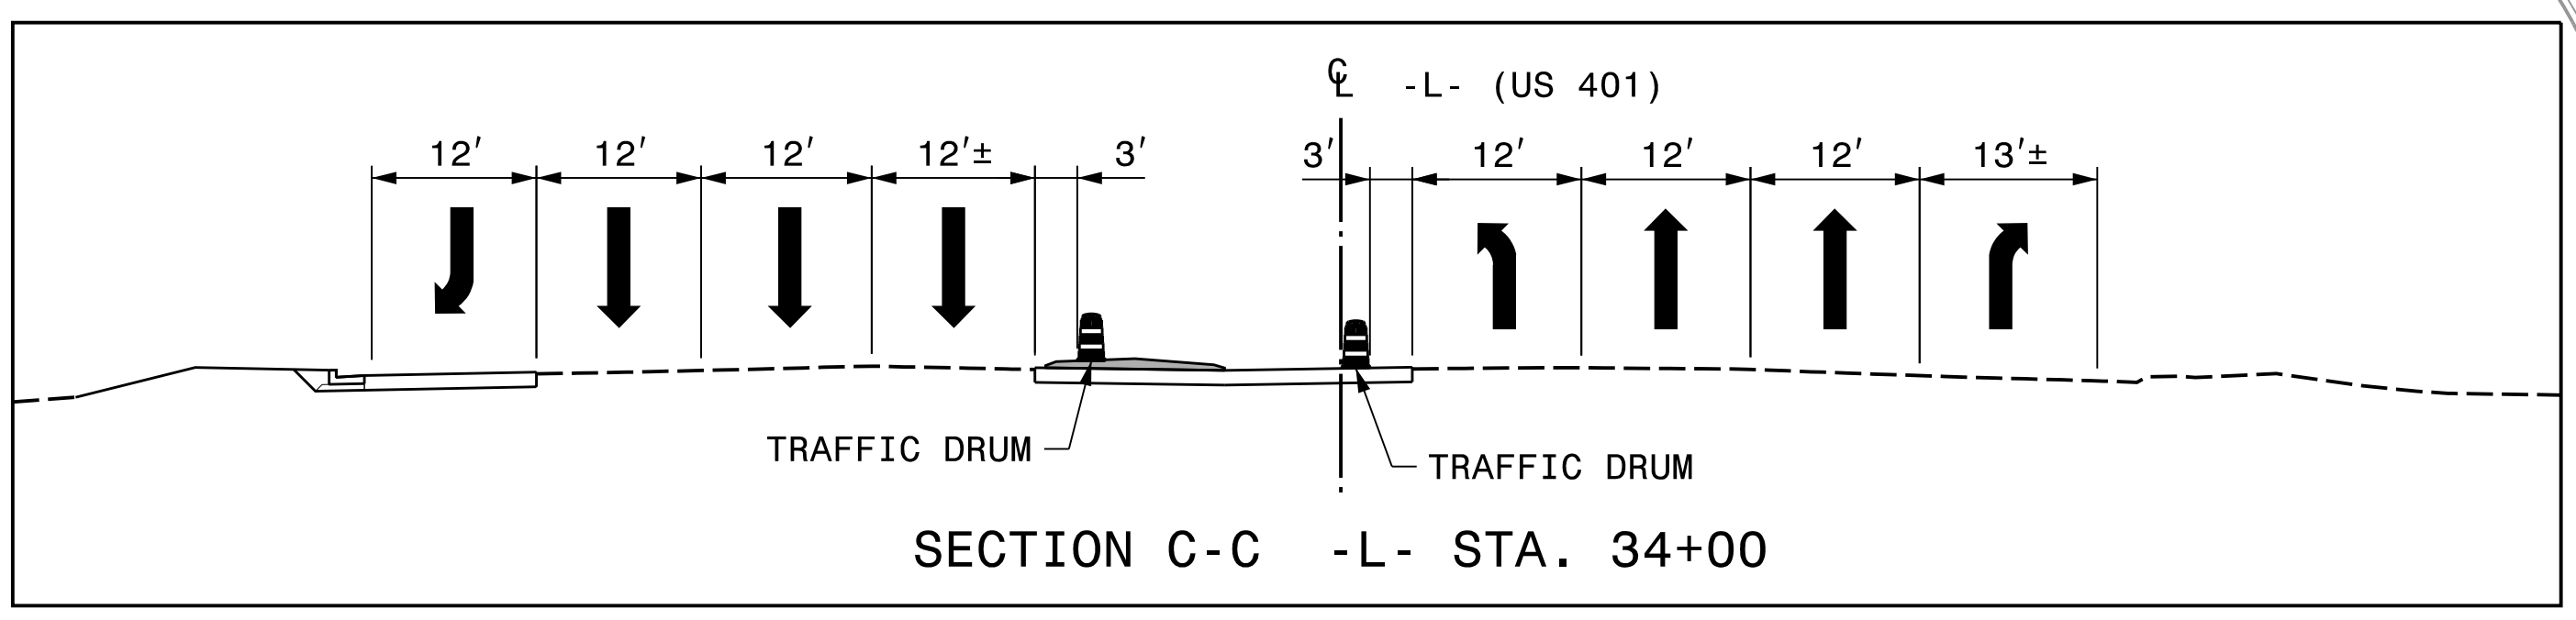 ℄ -L- (US 401)
12' 12' 12' 12'± 3' 3' 12' 12' 12' 13'±
TRAFFIC DRUM
TRAFFIC DRUM
SECTION C-C -L- STA. 34+00